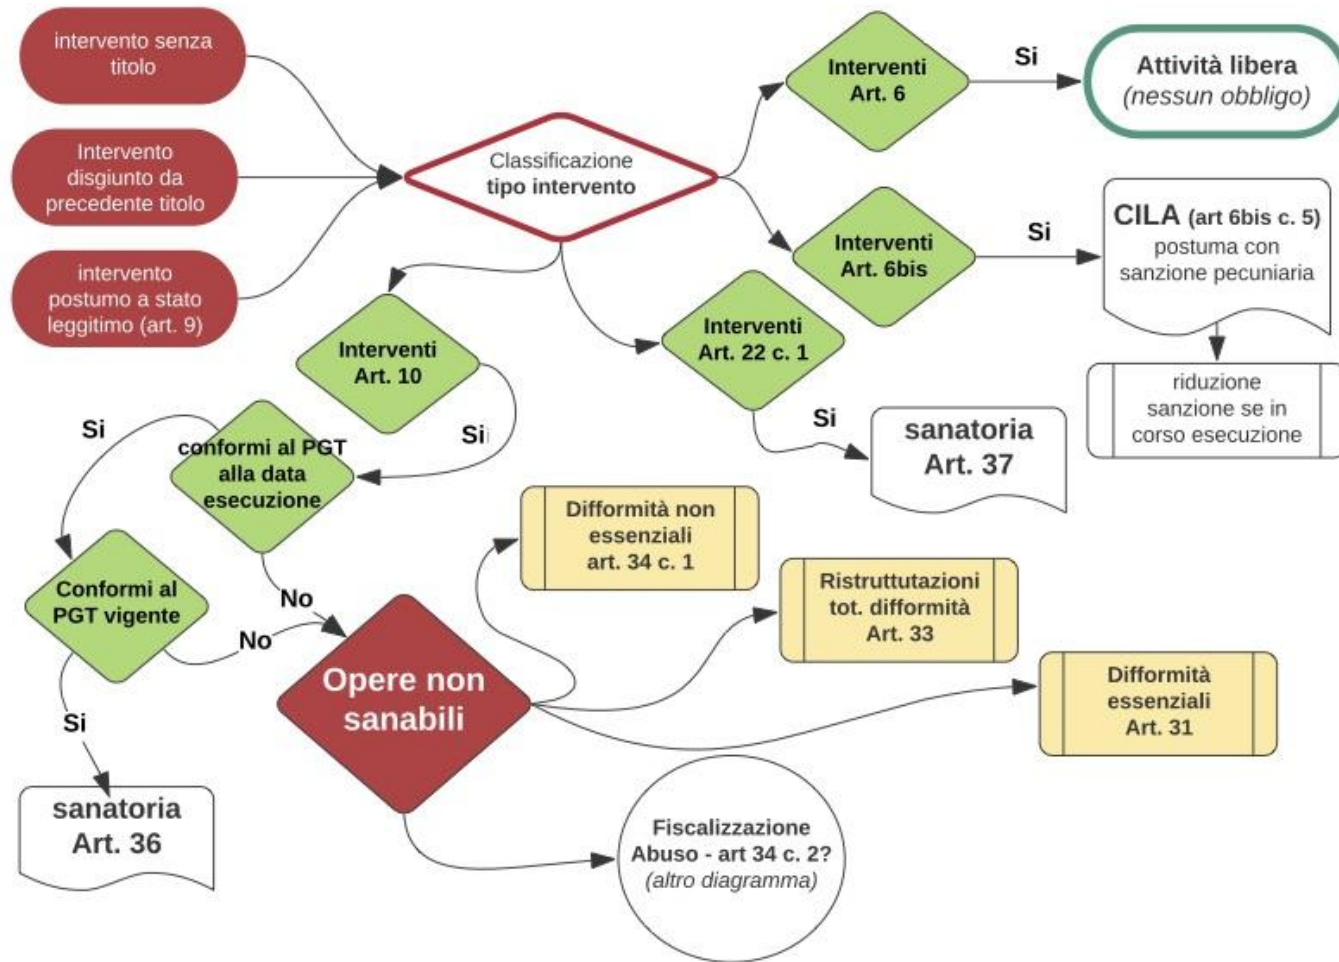 intervento senza
titolo
Intervento
disgiunto da
precedente titolo
intervento
postumo a stato
leggitimo (art. 9)
Classificazione
tipo intervento
Interventi
Art. 6
Si
Attività libera
(nessun obbligo)
Interventi
Art. 6bis
Si
CILA (art 6bis c. 5)
postuma con
sanzione pecuniaria
riduzione
sanzione se in
corso esecuzione
Interventi
Art. 22 c. 1
Si
sanatoria
Art. 37
Interventi
Art. 10
Si
conformi al PGT
alla data
esecuzione
Si
No
Conformi al
PGT vigente
No
Si
sanatoria
Art. 36
Opere non
sanabili
Difformità non
essenziali
art. 34 c. 1
Ristruttutazioni
tot. difformità
Art. 33
Difformità
essenziali
Art. 31
Fiscalizzazione
Abuso - art 34 c. 2?
(altro diagramma)